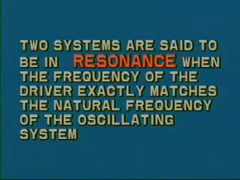 TWO SYSTEMS ARE SAID TO
BE IN RESONANCE WHEN
THE FREQUENCY OF THE
DRIVER EXACTLY MATCHES
THE NATURAL FREQUENCY
OF THE OSCILLATING
SYSTEM